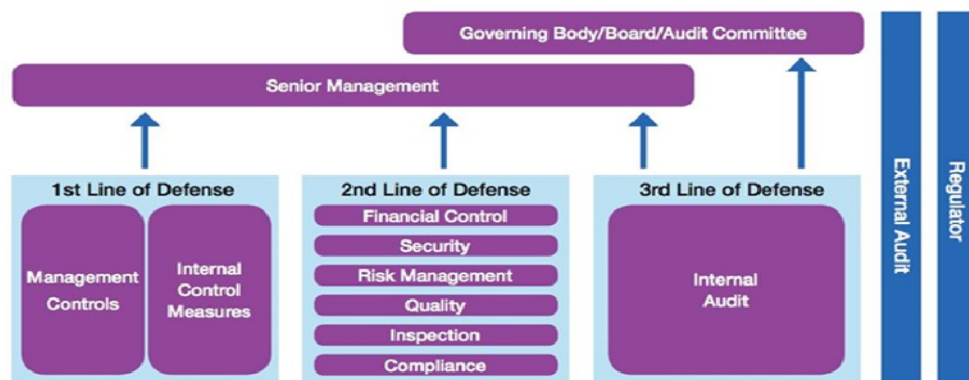 Governing Body/Board/Audit Committee
Senior Management
1st Line of Defense
Management
Controls
Internal
Control
Measures
2nd Line of Defense
Financial Control
Security
Risk Management
Quality
Inspection
Compliance
3rd Line of Defense
Internal
Audit
External Audit
Regulator